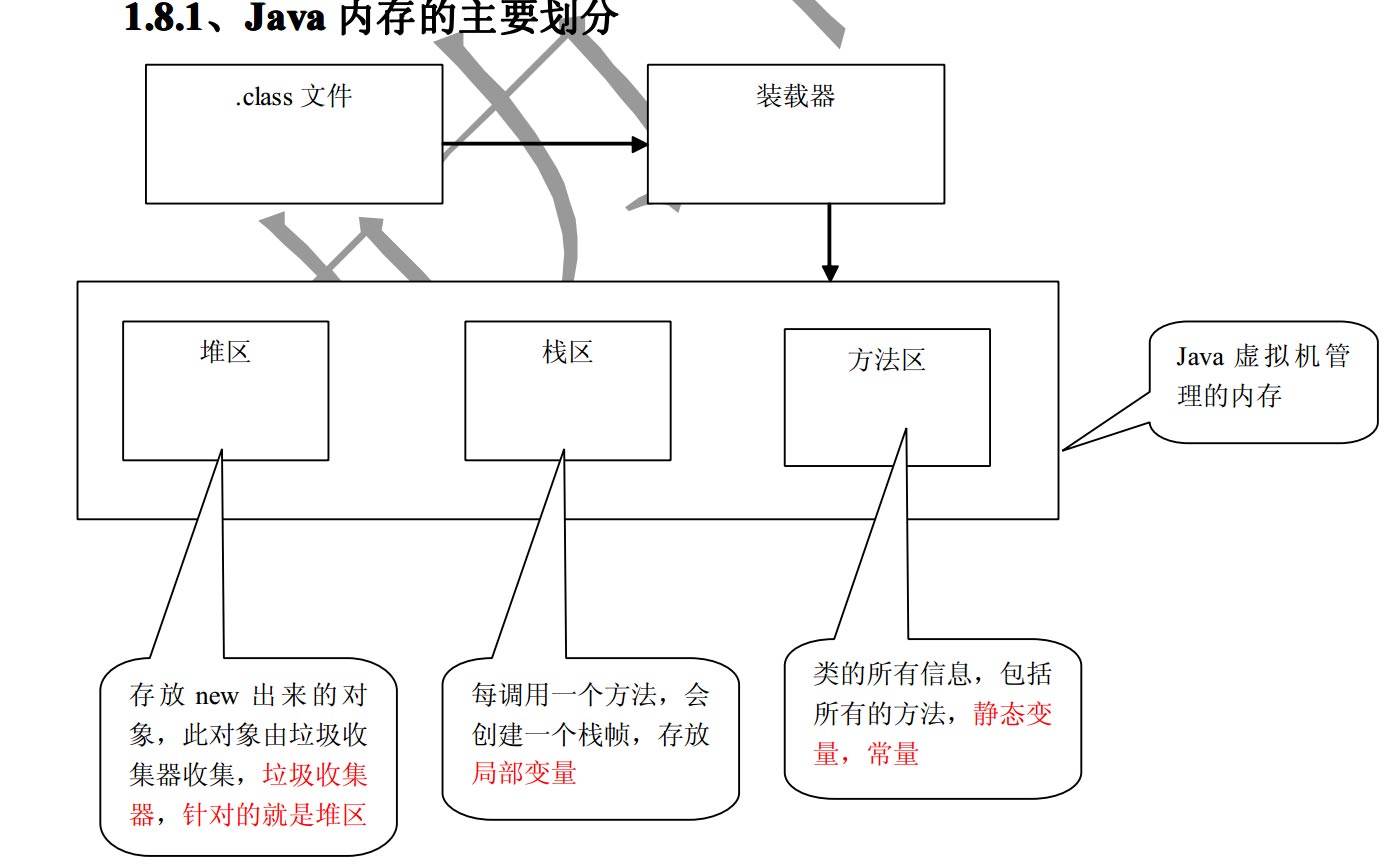 1.8.1、Java 内存的主要划分
.class 文件
装载器
堆区
栈区
方法区
Java 虚拟机管
理的内存
存放 new 出来的对
象，此对象由垃圾收
集器收集，垃圾收集
器，针对的就是堆区
每调用一个方法，会
创建一个栈帧，存放
局部变量
类的所有信息，包括
所有的方法，静态变
量，常量